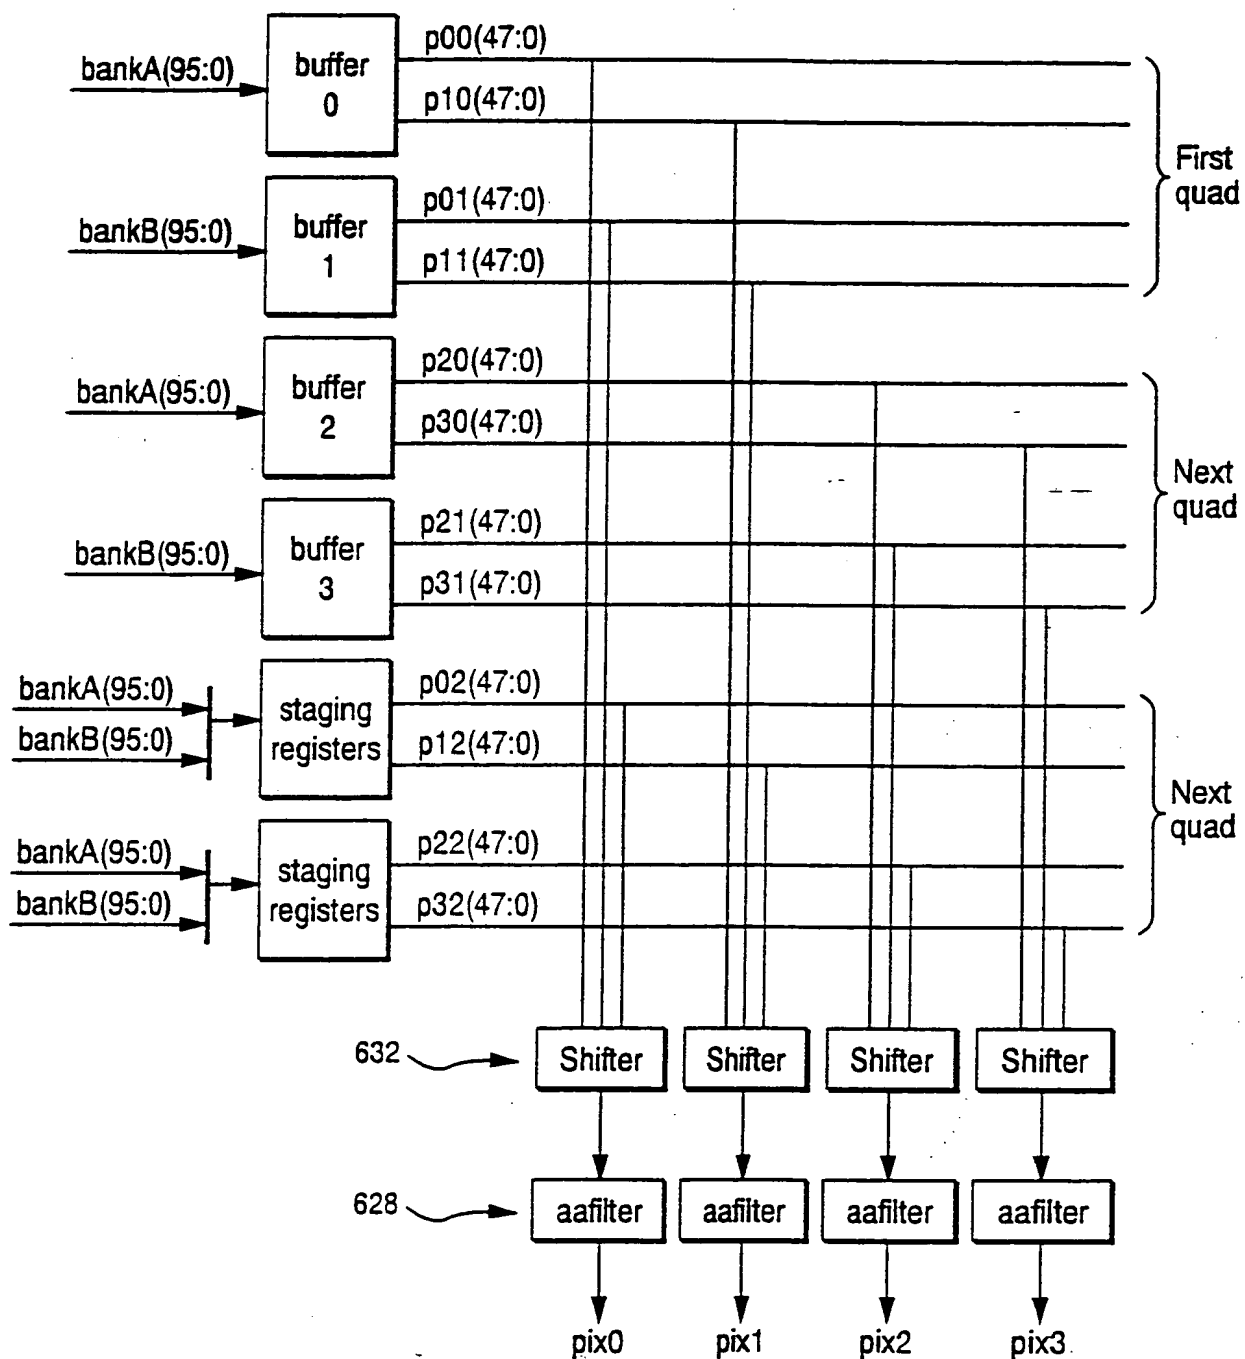 p00(47:0)
bankA(95:0)
buffer
0
p10(47:0)
First
quad
p01(47:0)
bankB(95:0)
buffer
1
p11(47:0)
p20(47:0)
bankA(95:0)
buffer
2
p30(47:0)
Next
quad
p21(47:0)
bankB(95:0)
buffer
3
p31(47:0)
bankA(95:0)
bankB(95:0)
staging
registers
p02(47:0)
p12(47:0)
Next
quad
bankA(95:0)
bankB(95:0)
staging
registers
p22(47:0)
p32(47:0)
632
Shifter
Shifter
Shifter
Shifter
628
aafilter
aafilter
aafilter
aafilter
pix0
pix1
pix2
pix3